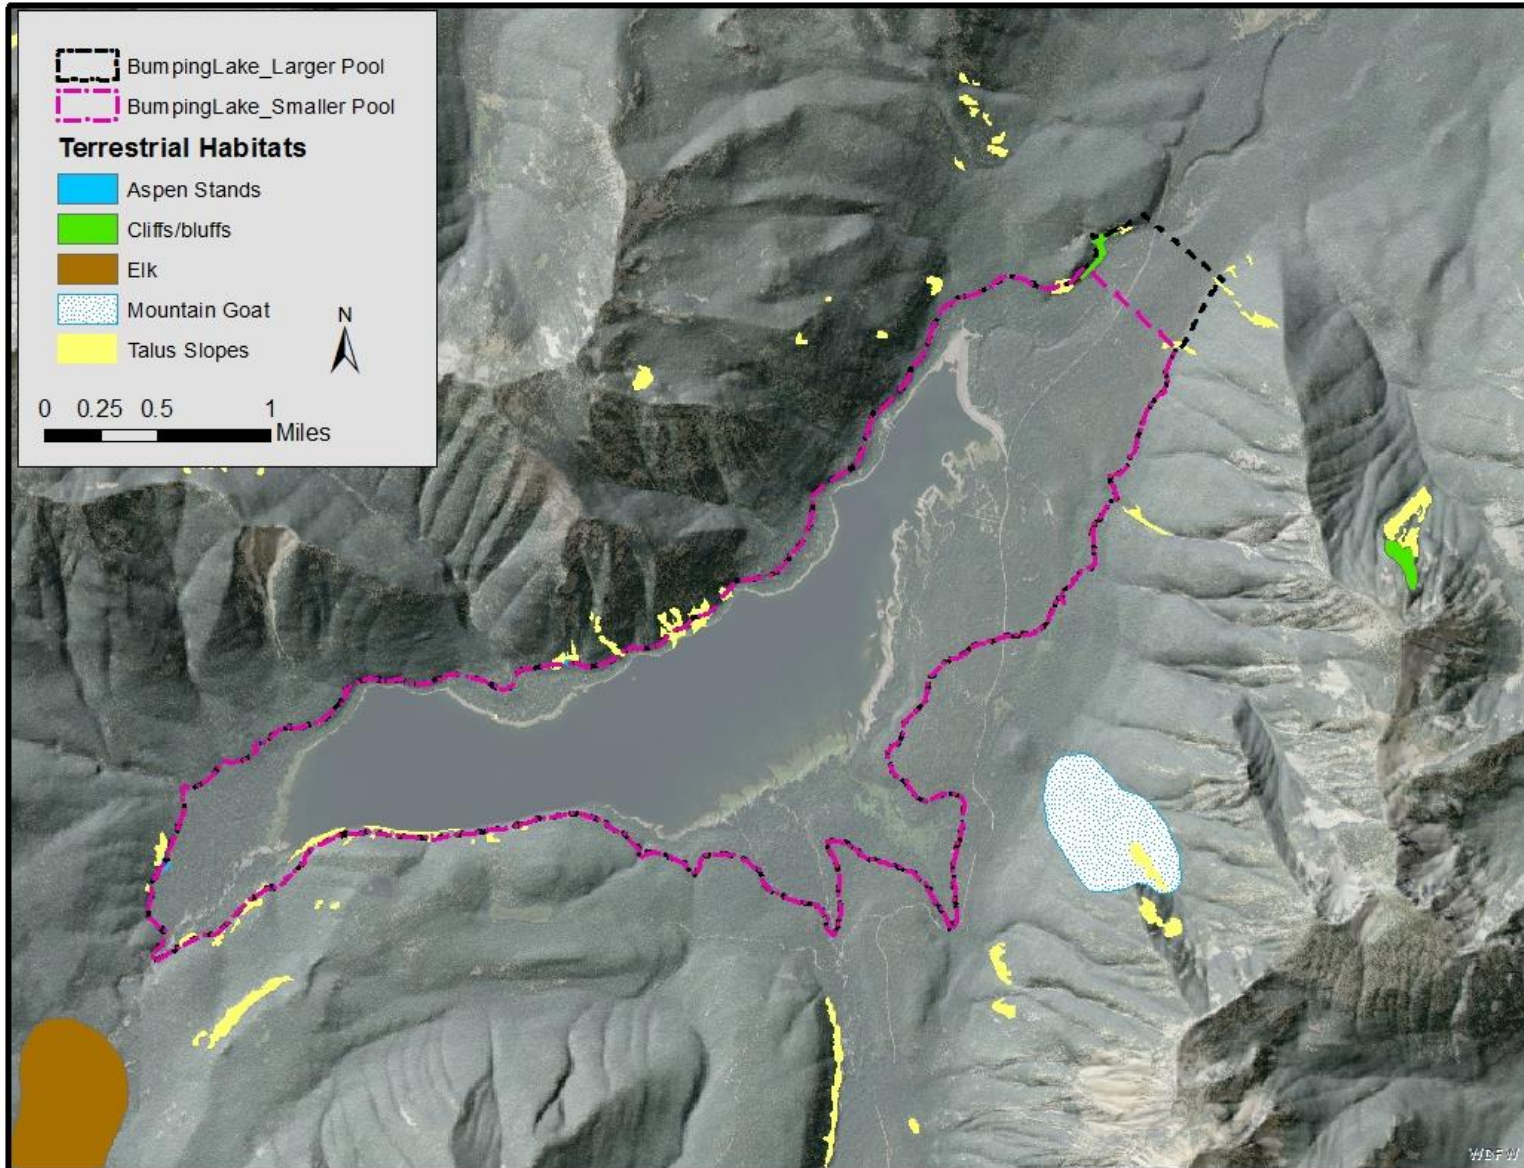 BumpingLake_Larger Pool
BumpingLake_Smaller Pool
Terrestrial Habitats
Aspen Stands
Cliffs/bluffs
Elk
Mountain Goat
Talus Slopes
N
0 0.25 0.5 1
Miles
WDFW